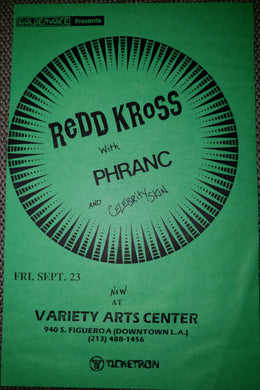 GOLDENVOICE Presents
REDD KROSS
with
PHRANC
AND CELEBRITY SKIN
FRI, SEPT. 23
NOW
AT
VARIETY ARTS CENTER
940 S. FIGUEROA (DOWNTOWN L.A.)
(213) 488-1456
TICKETRON